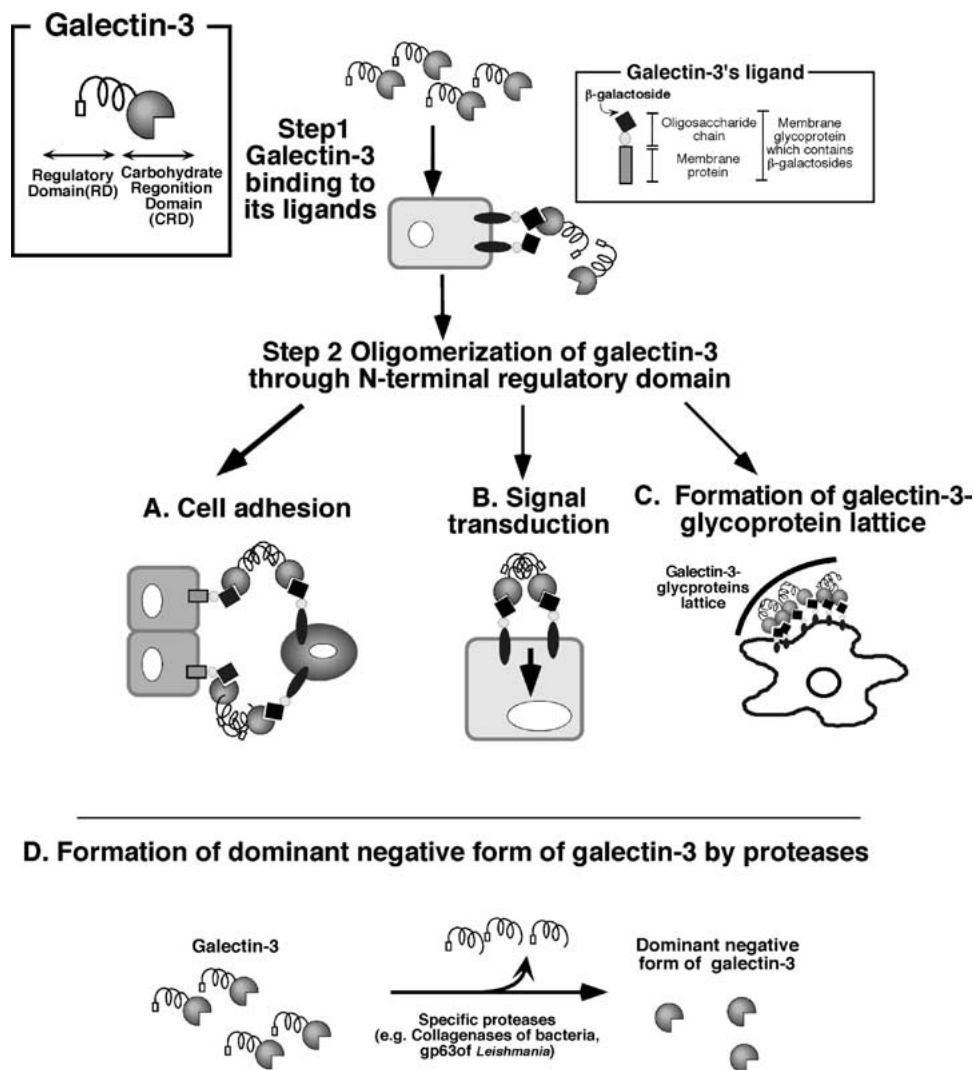 Galectin-3
Regulatory
Domain(RD)
Carbohydrate
Regonition
Domain
(CRD)
Step1
Galectin-3
binding to
its ligands
Galectin-3's ligand
β-galactoside
Oligosaccharide
chain
Membrane
protein
Membrane
glycoprotein
which contains
β-galactosides
Step 2 Oligomerization of galectin-3
through N-terminal regulatory domain
A. Cell adhesion
B. Signal
transduction
C. Formation of galectin-3-
glycoprotein lattice
Galectin-3-
glycproteins
lattice
D. Formation of dominant negative form of galectin-3 by proteases
Galectin-3
Specific proteases
(e.g. Collagenases of bacteria,
gp63of Leishmania)
Dominant negative
form of galectin-3